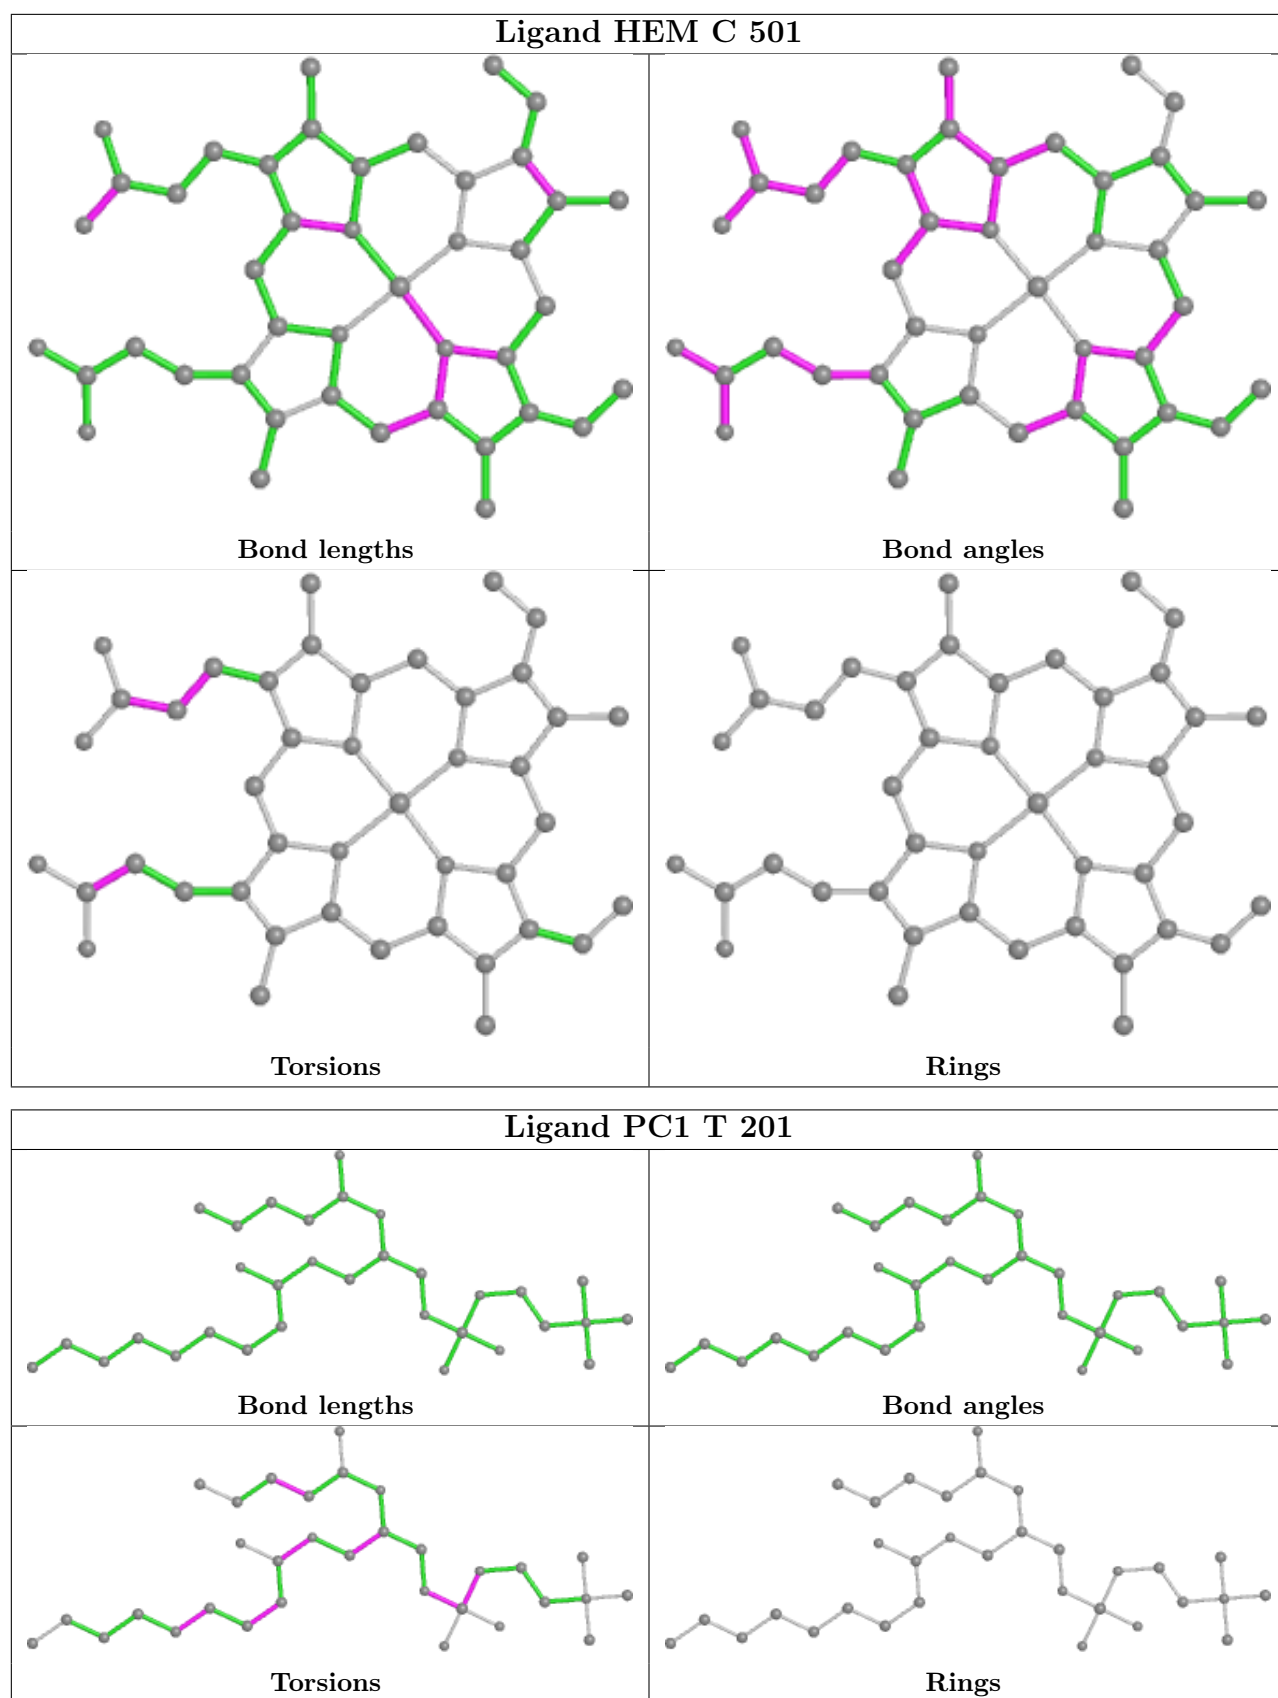 Ligand HEM C 501
Bond lengths
Bond angles
Torsions
Rings
Ligand PC1 T 201
Bond lengths
Bond angles
Torsions
Rings